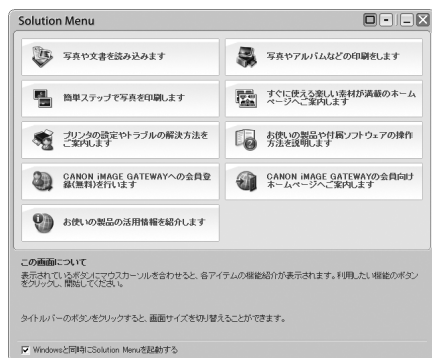 Solution Menu
写真や文書を読み込みます
写真やアルバムなどの印刷をします
簡単ステップで写真を印刷します
すぐに使える楽しい素材が満載のホーム
ページへご案内します
プリンタの設定やトラブルの解決方法を
ご案内します
お使いの製品や付属ソフトウェアの操作
方法を説明します
CANON iMAGE GATEWAYへの会員登
録(無料)を行います
CANON iMAGE GATEWAYの会員向け
ホームページへご案内します
お使いの製品の活用情報を紹介します
この画面について
表示されているボタンにマウスカーソルを合わせると、各アイテムの機能紹介が表示されます。利用したい機能のボタン
をクリックし、開始してください。
タイトルバーのボタンをクリックすると、画面サイズを切り替えることができます。
Windowsと同時にSolution Menuを起動する